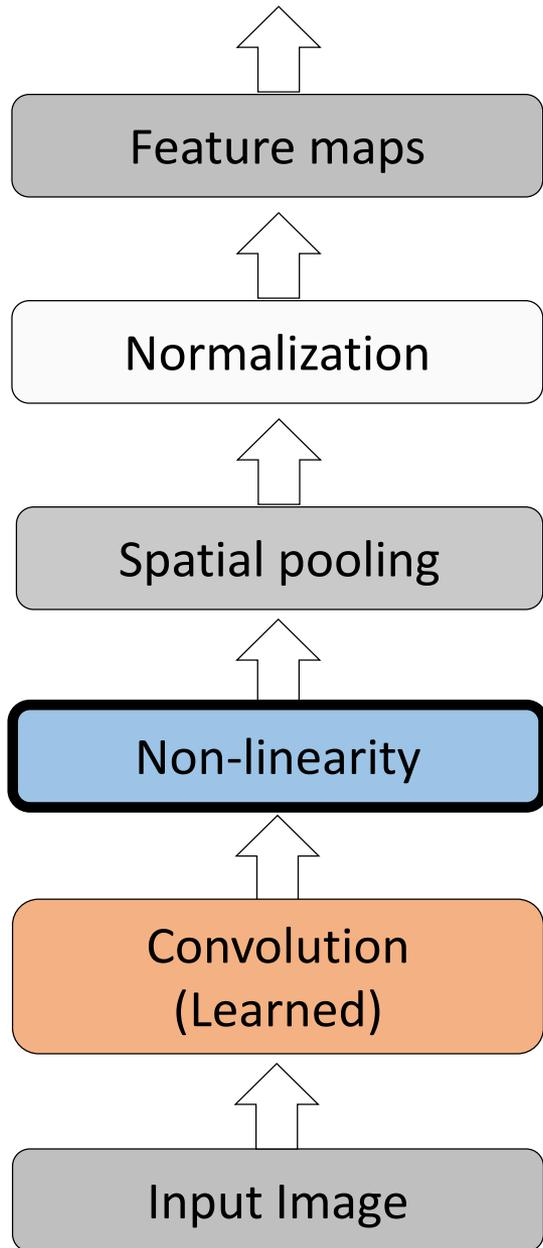 Feature maps
Normalization
Spatial pooling
Non-linearity
Convolution
(Learned)
Input Image